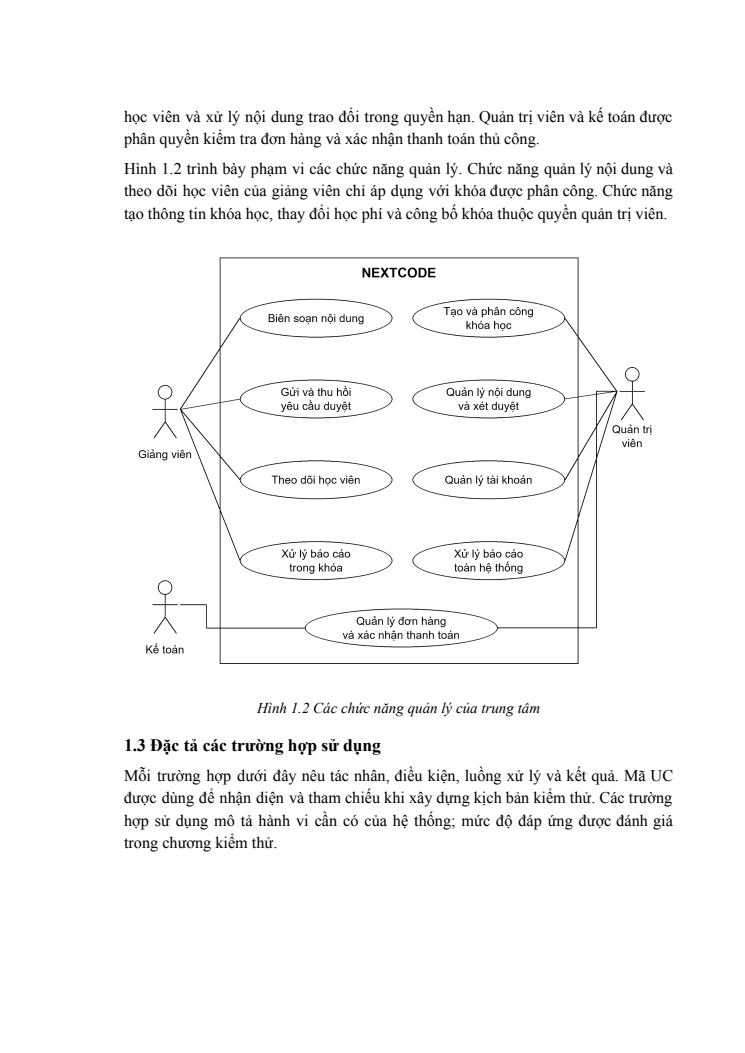 học viên và xử lý nội dung trao đổi trong quyền hạn. Quản trị viên và kế toán được
phân quyền kiểm tra đơn hàng và xác nhận thanh toán thủ công.
Hình 1.2 trình bày phạm vi các chức năng quản lý. Chức năng quản lý nội dung và
theo dõi học viên của giảng viên chỉ áp dụng với khóa được phân công. Chức năng
tạo thông tin khóa học, thay đổi học phí và công bố khóa thuộc quyền quản trị viên.
NEXTCODE
Biên soạn nội dung
Tạo và phân công
khóa học
Gửi và thu hồi
yêu cầu duyệt
Quản lý nội dung
và xét duyệt
Giảng viên
Quản trị
viên
Theo dõi học viên
Quản lý tài khoản
Xử lý báo cáo
trong khóa
Xử lý báo cáo
toàn hệ thống
Kế toán
Quản lý đơn hàng
và xác nhận thanh toán
Hình 1.2 Các chức năng quản lý của trung tâm
1.3 Đặc tả các trường hợp sử dụng
Mỗi trường hợp dưới đây nêu tác nhân, điều kiện, luồng xử lý và kết quả. Mã UC
được dùng để nhận diện và tham chiếu khi xây dựng kịch bản kiểm thử. Các trường
hợp sử dụng mô tả hành vi cần có của hệ thống; mức độ đáp ứng được đánh giá
trong chương kiểm thử.